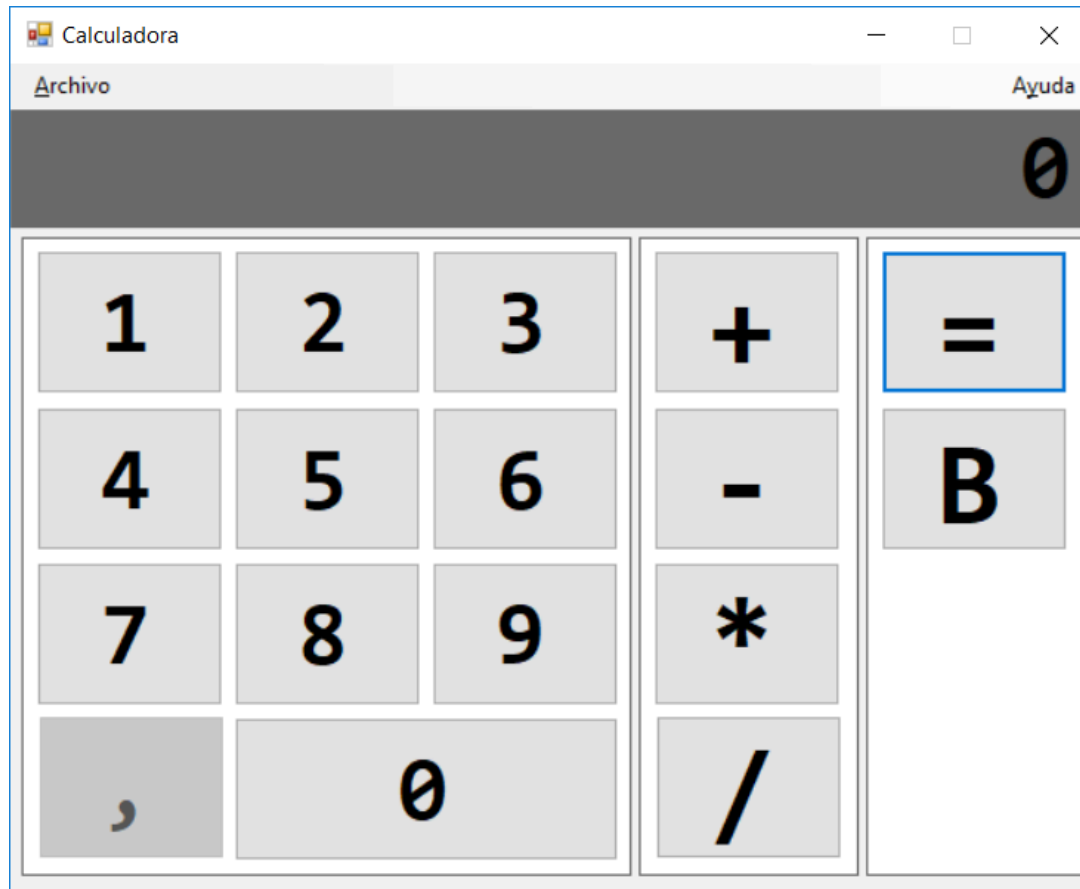 Calculadora
Archivo Ayuda
0
1 2 3 + =
4 5 6 - B
7 8 9 *
, 0 /